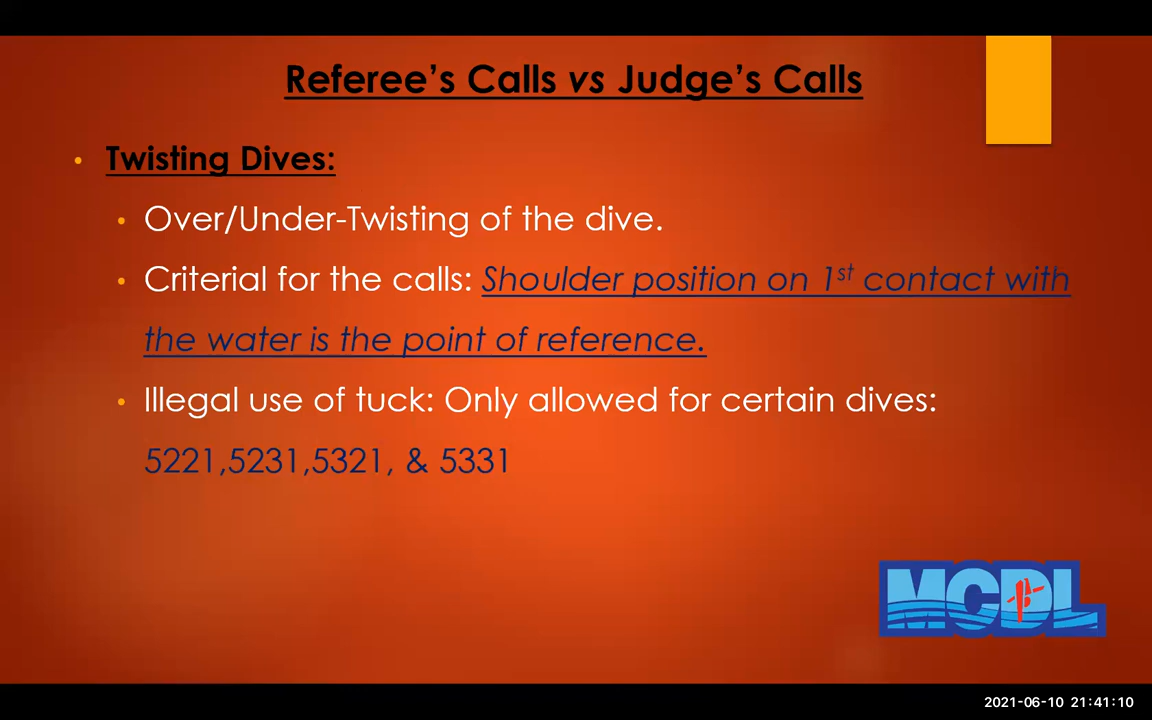 Referee’s Calls vs Judge’s Calls
• Twisting Dives:
• Over/Under-Twisting of the dive.
• Criterial for the calls: Shoulder position on 1st contact with
the water is the point of reference.
• Illegal use of tuck: Only allowed for certain dives:
5221,5231,5321, & 5331
MCDL
2021-06-10 21:41:10